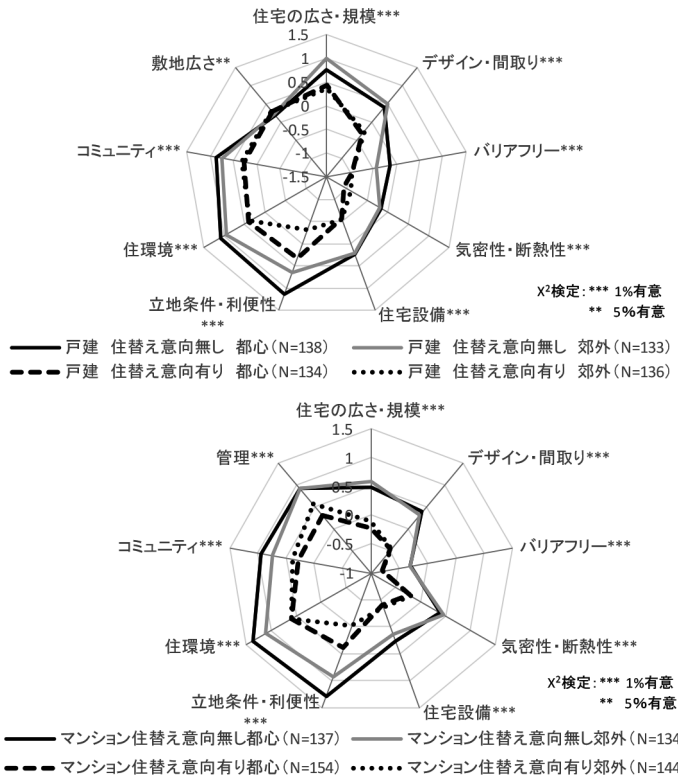 住宅の広さ・規模***
1.5
敷地広さ**
1
デザイン・間取り***
0.5
0
コミュニティ***
-0.5
バリアフリー***
-1
-1.5
住環境***
気密性・断熱性***
立地条件・利便性
***
住宅設備***
X²検定：*** 1%有意
** 5%有意
戸建 住替え意向無し 都心（N=138） 戸建 住替え意向無し 郊外（N=133）
戸建 住替え意向有り 都心（N=134） 戸建 住替え意向有り 郊外（N=136）
住宅の広さ・規模***
1.5
管理***
1
デザイン・間取り***
0.5
0
コミュニティ***
-0.5
バリアフリー***
-1
住環境***
気密性・断熱性***
立地条件・利便性
***
住宅設備***
X²検定：*** 1%有意
** 5%有意
マンション住替え意向無し都心（N=137） マンション住替え意向無し郊外（N=134
マンション住替え意向有り都心（N=154） マンション住替え意向有り郊外（N=144